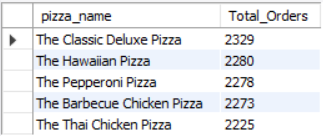 pizza_name Total_Orders
The Classic Deluxe Pizza 2329
The Hawaiian Pizza 2280
The Pepperoni Pizza 2278
The Barbecue Chicken Pizza 2273
The Thai Chicken Pizza 2225